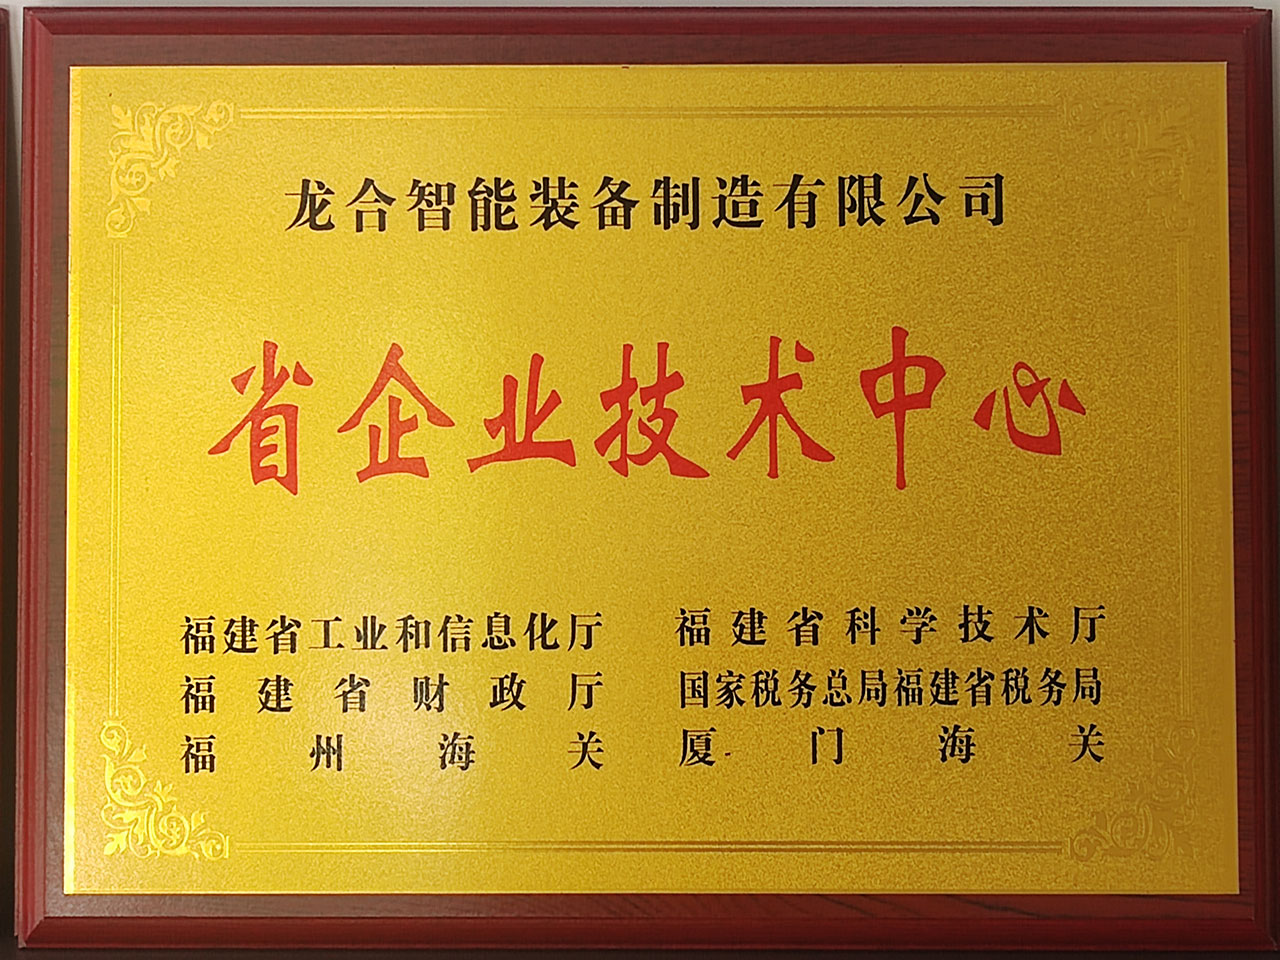 龙合智能装备制造有限公司
省企业技术中心
福建省工业和信息化厅 福建省科学技术厅
福建省财政厅 国家税务总局福建省税务局
福州海关 厦门海关